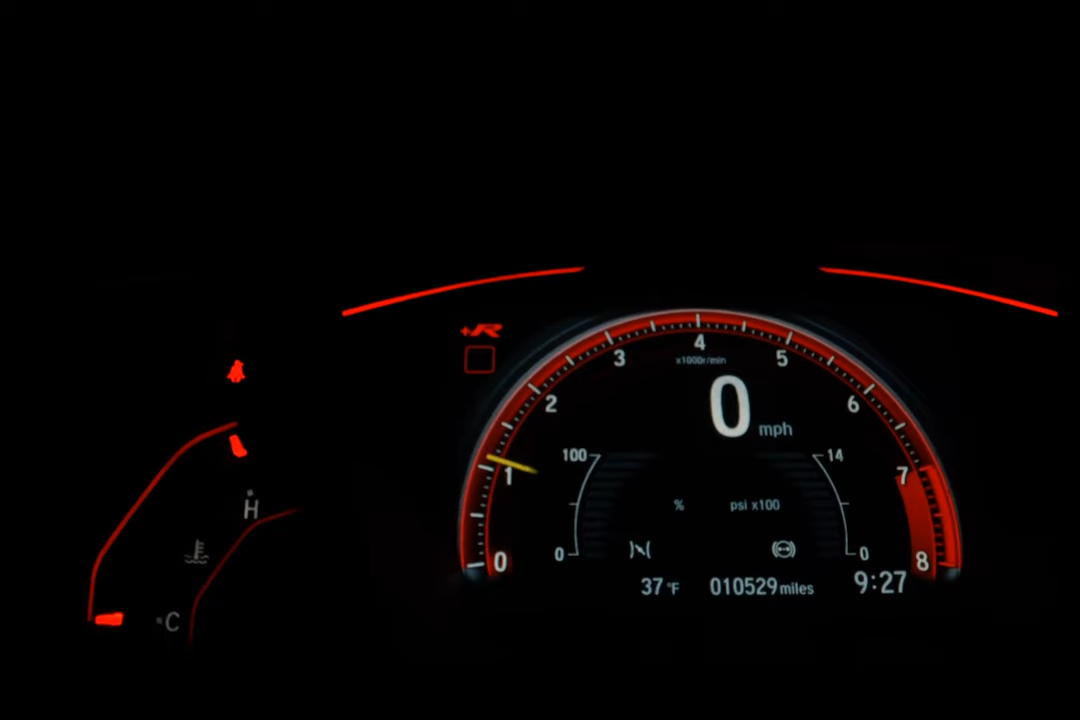 +R
4
3 5
x1000r/min
2 0 mph 6
100 14
1 7
H
% psi x100
0 0
0 8
37°F 010529 miles 9:27
C